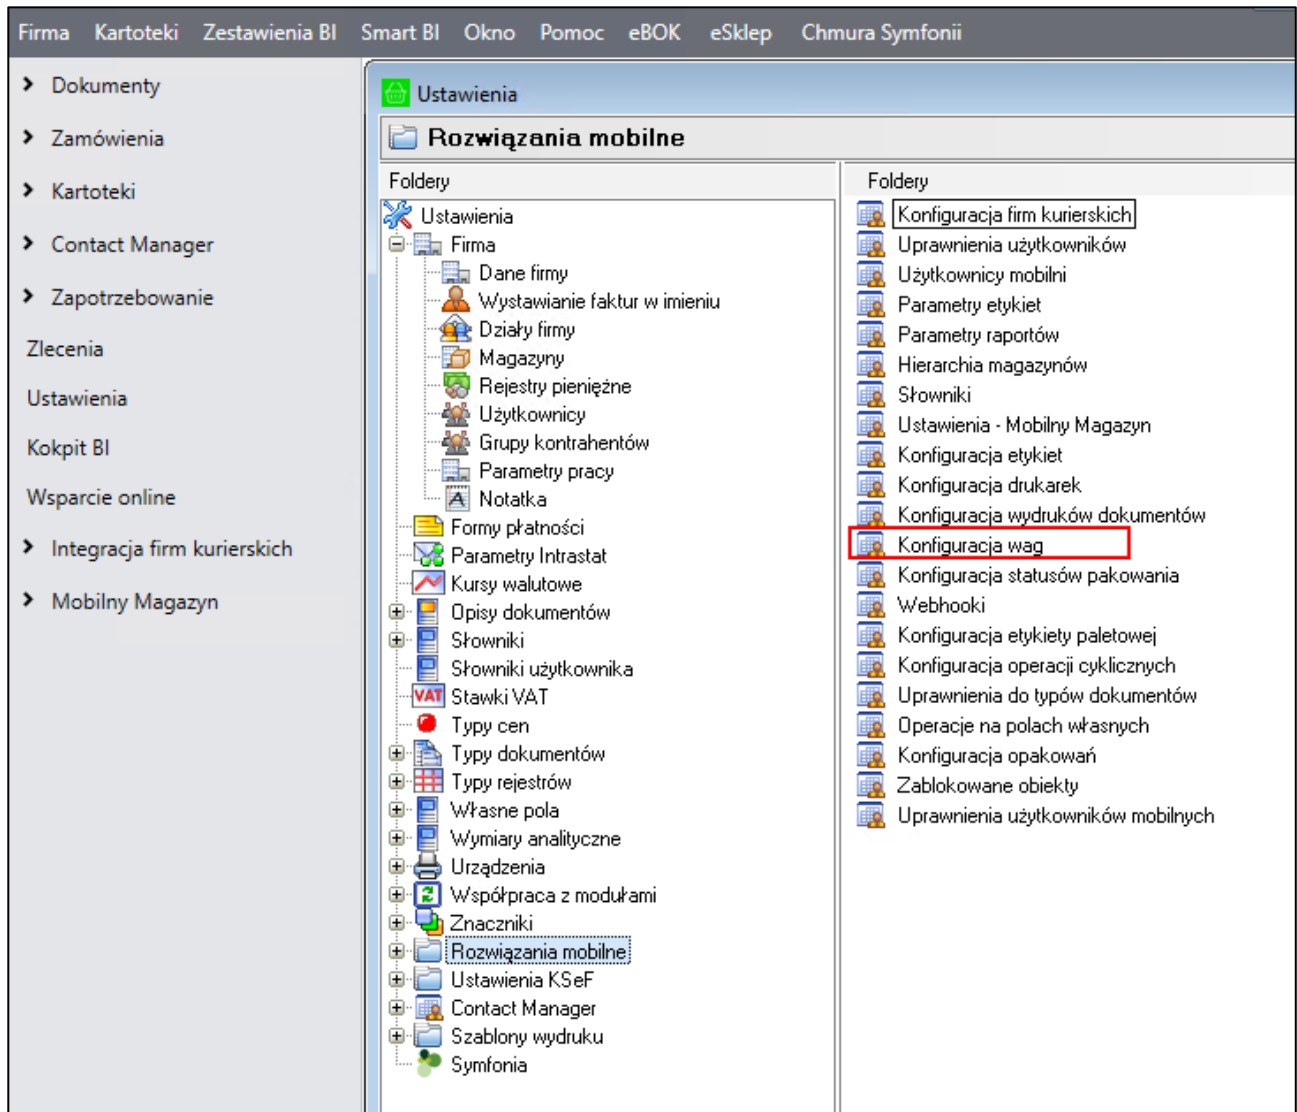 Firma Kartoteki Zestawienia BI Smart BI Okno Pomoc eBOK eSklep Chmura Symfonii
Dokumenty
Zamówienia
Kartoteki
Contact Manager
Zapotrzebowanie
Zlecenia
Ustawienia
Kokpit BI
Wsparcie online
Integracja firm kurierskich
Mobilny Magazyn
Ustawienia
Rozwiązania mobilne
Foldery
Ustawienia
Firma
Dane firmy
Wystawianie faktur w imieniu
Działy firmy
Magazyny
Rejestry pieniężne
Użytkownicy
Grupy kontrahentów
Parametry pracy
Notatka
Formy płatności
Parametry Intrastat
Kursy walutowe
Opisy dokumentów
Słowniki
Słowniki użytkownika
VAT Stawki VAT
Typy cen
Typy dokumentów
Typy rejestrów
Własne pola
Wymiary analityczne
Urządzenia
Współpraca z modułami
Znaczniki
Rozwiązania mobilne
Ustawienia KSeF
Contact Manager
Szablony wydruku
Symfonia
Foldery
Konfiguracja firm kurierskich
Uprawnienia użytkowników
Użytkownicy mobilni
Parametry etykiet
Parametry raportów
Hierarchia magazynów
Słowniki
Ustawienia - Mobilny Magazyn
Konfiguracja etykiet
Konfiguracja drukarek
Konfiguracja wydruków dokumentów
Konfiguracja wag
Konfiguracja statusów pakowania
Webhooki
Konfiguracja etykiety paletowej
Konfiguracja operacji cyklicznych
Uprawnienia do typów dokumentów
Operacje na polach własnych
Konfiguracja opakowań
Zablokowane obiekty
Uprawnienia użytkowników mobilnych